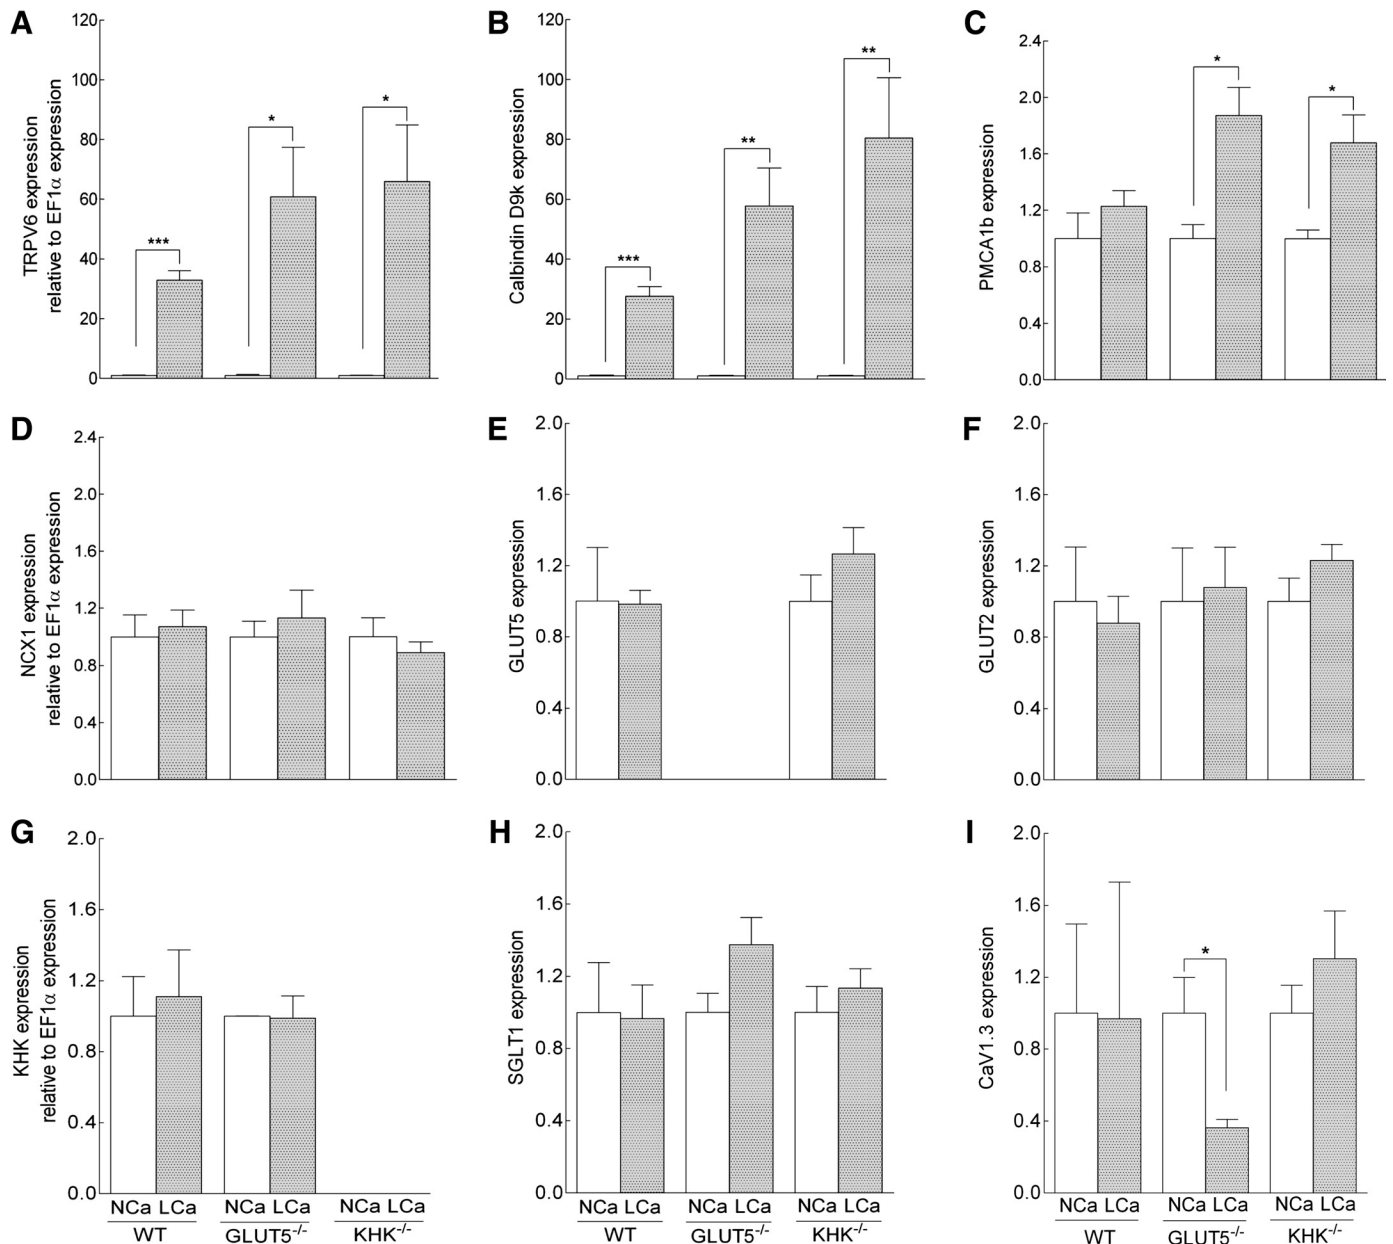 A
120
100
80
60
40
20
0
TRPV6 expression
relative to EF1α expression
***
*
*
B
120
100
80
60
40
20
0
Calbindin D9k expression
***
**
**
C
2.4
2.0
1.6
1.2
0.8
0.4
0.0
PMCA1b expression
*
*
D
2.4
2.0
1.6
1.2
0.8
0.4
0.0
NCX1 expression
relative to EF1α expression
E
2.0
1.6
1.2
0.8
0.4
0.0
GLUT5 expression
F
2.0
1.6
1.2
0.8
0.4
0.0
GLUT2 expression
G
2.0
1.6
1.2
0.8
0.4
0.0
KHK expression
relative to EF1α expression
NCa LCa NCa LCa NCa LCa
WT GLUT5-/- KHK-/-
H
2.0
1.6
1.2
0.8
0.4
0.0
SGLT1 expression
NCa LCa NCa LCa NCa LCa
WT GLUT5-/- KHK-/-
I
2.0
1.6
1.2
0.8
0.4
0.0
CaV1.3 expression
*
NCa LCa NCa LCa NCa LCa
WT GLUT5-/- KHK-/-